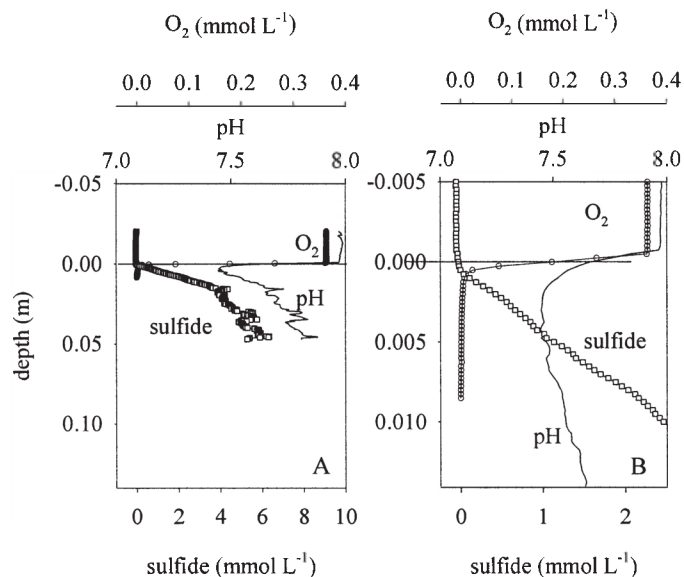 O2 (mmol L-1)
0.0 0.1 0.2 0.3 0.4
pH
7.0 7.5 8.0
-0.05
0.00
0.05
0.10
depth (m)
O2
pH
sulfide
A
0 2 4 6 8 10
sulfide (mmol L-1)
O2 (mmol L-1)
0.0 0.1 0.2 0.3 0.4
pH
7.0 7.5 8.0
-0.005
0.000
0.005
0.010
O2
sulfide
pH
B
0 1 2
sulfide (mmol L-1)